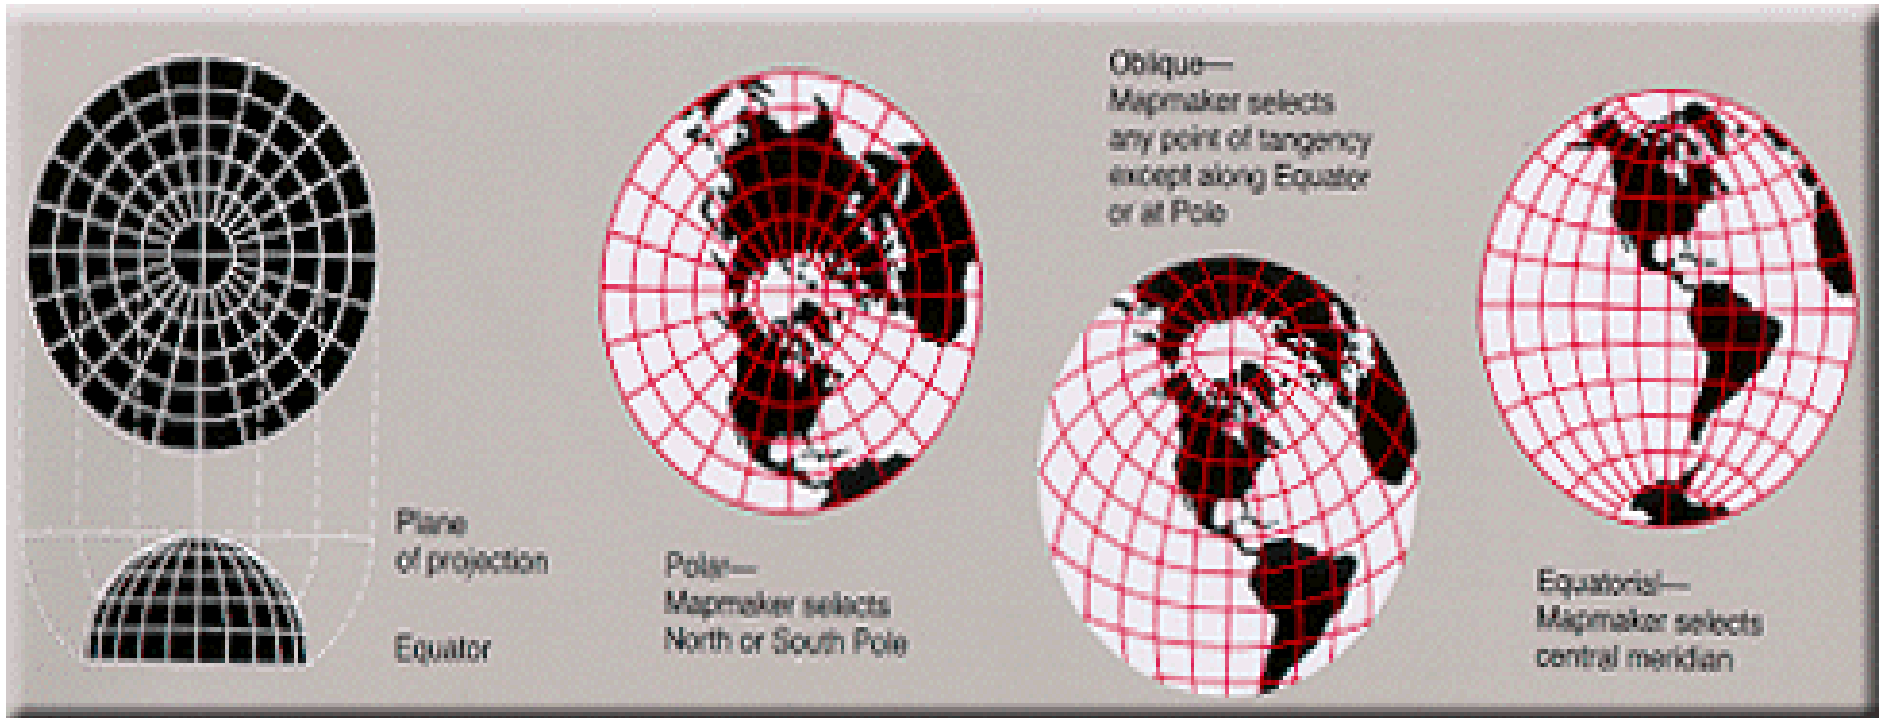 Plane
of projection
Equator
Polar—
Mapmaker selects
North or South Pole
Oblique—
Mapmaker selects
any point of tangency
except along Equator
or at Pole
Equatorial—
Mapmaker selects
central meridian